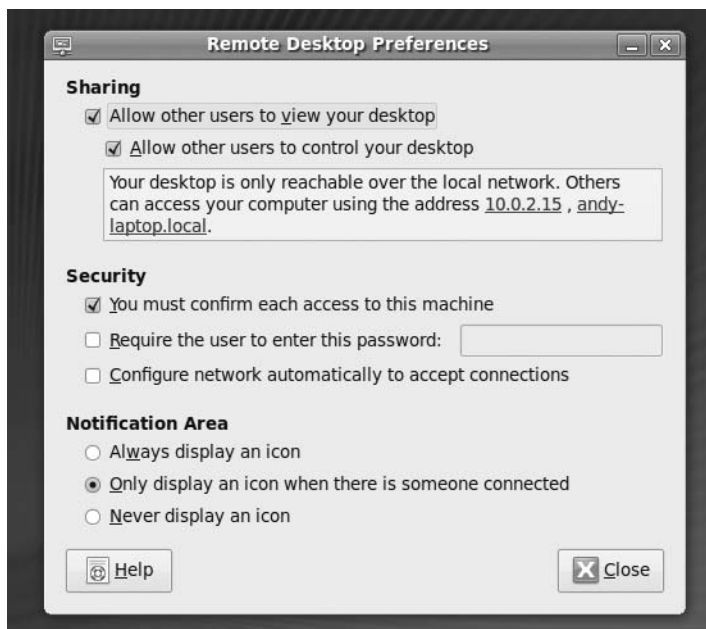 Remote Desktop Preferences
Sharing
Allow other users to view your desktop
Allow other users to control your desktop
Your desktop is only reachable over the local network. Others
can access your computer using the address 10.0.2.15 , andy-
laptop.local.
Security
You must confirm each access to this machine
Require the user to enter this password:
Configure network automatically to accept connections
Notification Area
Always display an icon
Only display an icon when there is someone connected
Never display an icon
Help
Close